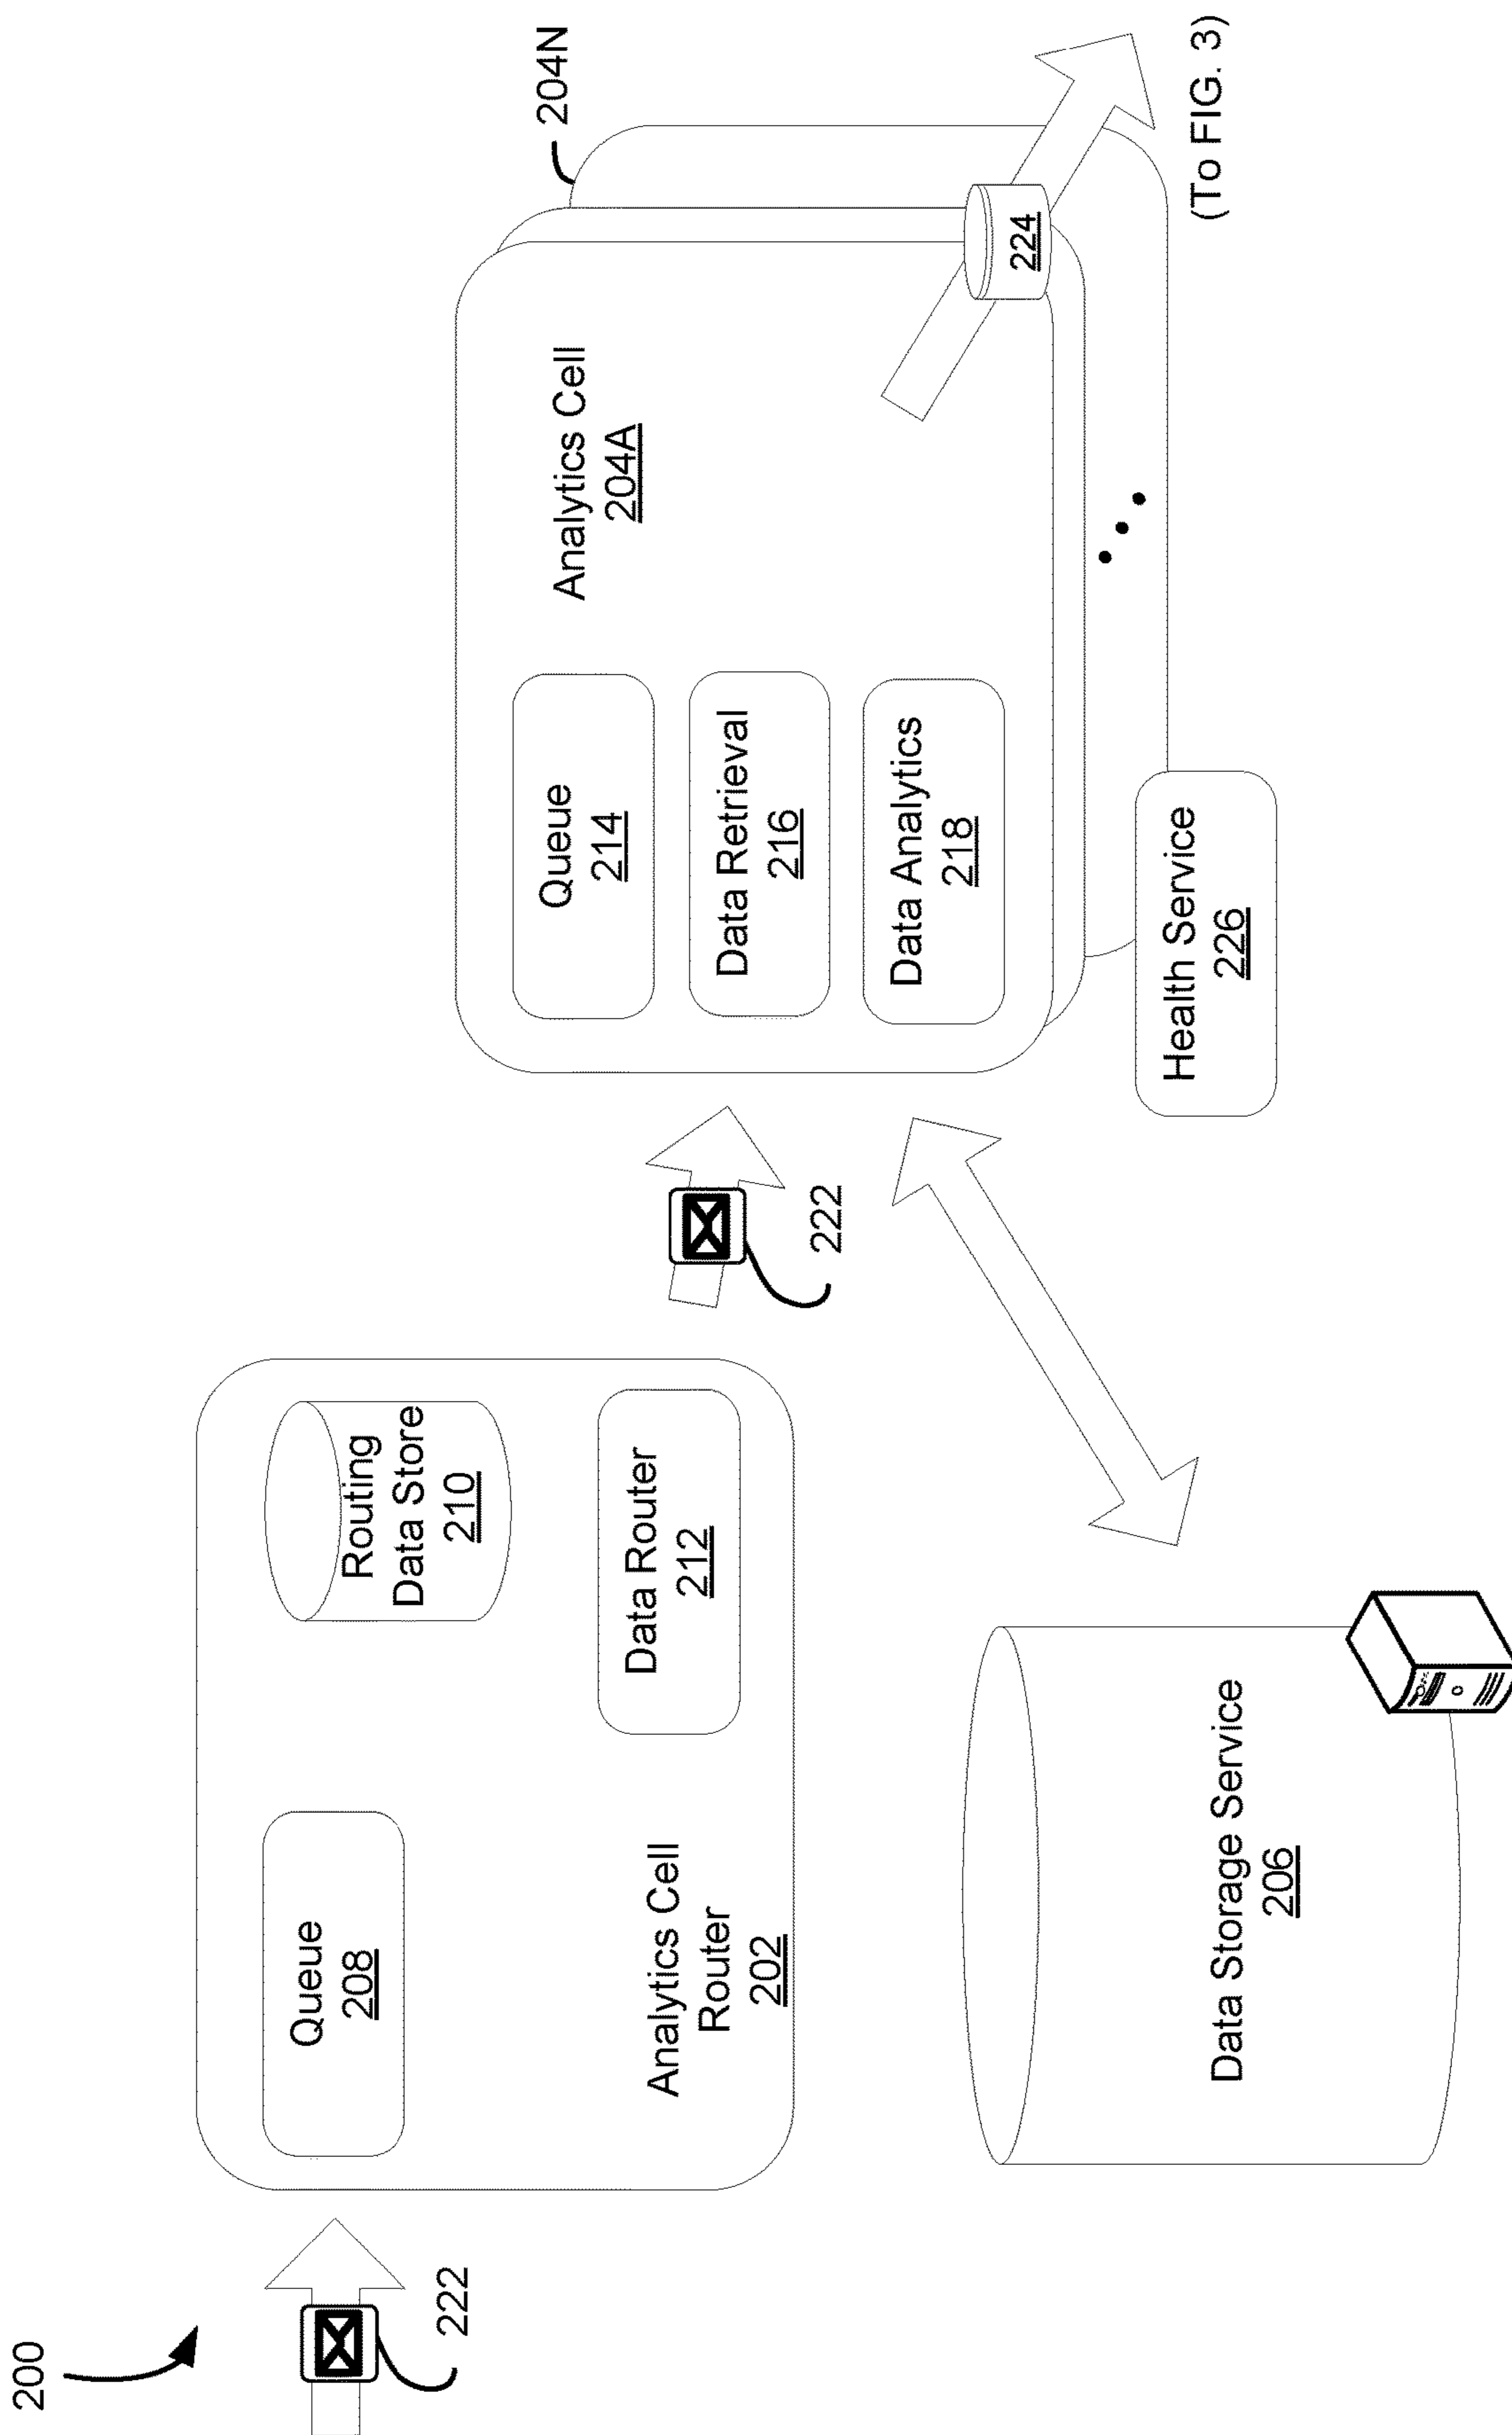 200
222
Queue
208
Routing
Data Store
210
Data Router
212
Analytics Cell
Router
202
Data Storage Service
206
222
204N
Analytics Cell
204A
Queue
214
Data Retrieval
216
Data Analytics
218
224
Health Service
226
(To FIG. 3)